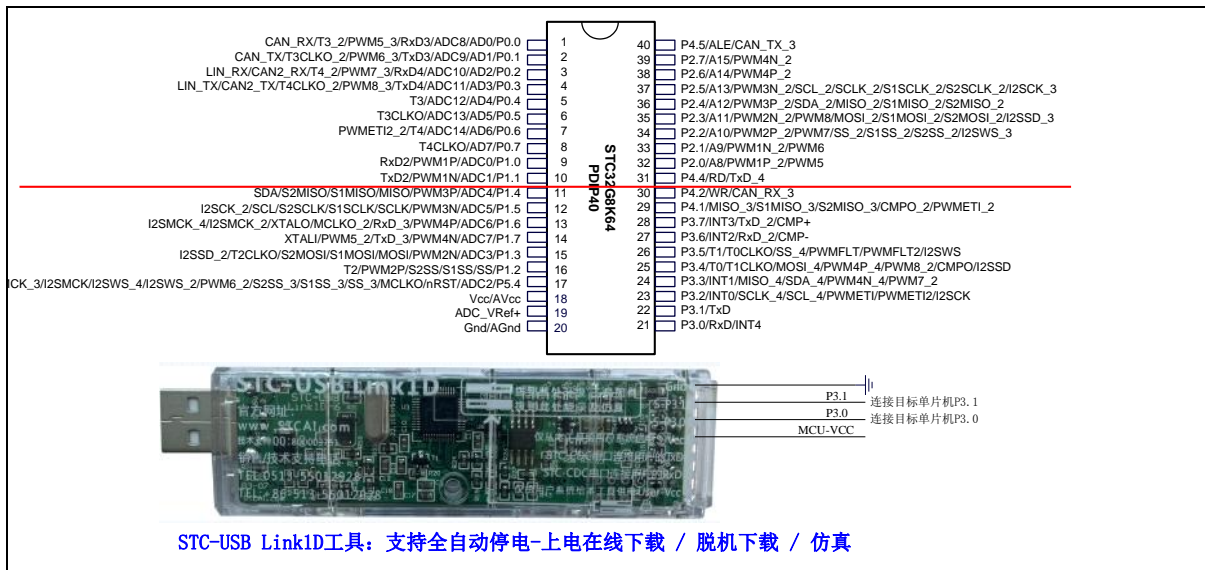 CAN_RX/T3_2/PWM5_3/RxD3/ADC8/AD0/P0.0 1
CAN_TX/T3CLKO_2/PWM6_3/TxD3/ADC9/AD1/P0.1 2
LIN_RX/CAN2_RX/T4_2/PWM7_3/RxD4/ADC10/AD2/P0.2 3
LIN_TX/CAN2_TX/T4CLKO_2/PWM8_3/TxD4/ADC11/AD3/P0.3 4
T3/ADC12/AD4/P0.4 5
T3CLKO/ADC13/AD5/P0.5 6
PWMETI2_2/T4/ADC14/AD6/P0.6 7
T4CLKO/AD7/P0.7 8
RxD2/PWM1P/ADC0/P1.0 9
TxD2/PWM1N/ADC1/P1.1 10
SDA/S2MISO/S1MISO/MISO/PWM3P/ADC4/P1.4 11
I2SCK_2/SCL/S2SCLK/S1SCLK/SCLK/PWM3N/ADC5/P1.5 12
I2SMCK_4/I2SMCK_2/XTALO/MCLKO_2/RxD_3/PWM4P/ADC6/P1.6 13
XTALI/PWM5_2/TxD_3/PWM4N/ADC7/P1.7 14
I2SSD_2/T2CLKO/S2MOSI/S1MOSI/MOSI/PWM2N/ADC3/P1.3 15
T2/PWM2P/S2SS/S1SS/SS/P1.2 16
ICK_3/I2SMCK/I2SWS_4/I2SWS_2/PWM6_2/S2SS_3/S1SS_3/SS_3/MCLKO/nRST/ADC2/P5.4 17
Vcc/AVcc 18
ADC_VRef+ 19
Gnd/AGnd 20
STC32G8K64
PDIP40
40 P4.5/ALE/CAN_TX_3
39 P2.7/A15/PWM4N_2
38 P2.6/A14/PWM4P_2
37 P2.5/A13/PWM3N_2/SCL_2/SCLK_2/S1SCLK_2/S2SCLK_2/I2SCK_3
36 P2.4/A12/PWM3P_2/SDA_2/MISO_2/S1MISO_2/S2MISO_2
35 P2.3/A11/PWM2N_2/PWM8/MOSI_2/S1MOSI_2/S2MOSI_2/I2SSD_3
34 P2.2/A10/PWM2P_2/PWM7/SS_2/S1SS_2/S2SS_2/I2SWS_3
33 P2.1/A9/PWM1N_2/PWM6
32 P2.0/A8/PWM1P_2/PWM5
31 P4.4/RD/TxD_4
30 P4.2/WR/CAN_RX_3
29 P4.1/MISO_3/S1MISO_3/S2MISO_3/CMPO_2/PWMETI_2
28 P3.7/INT3/TxD_2/CMP+
27 P3.6/INT2/RxD_2/CMP-
26 P3.5/T1/T0CLKO/SS_4/PWMFLT/PWMFLT2/I2SWS
25 P3.4/T0/T1CLKO/MOSI_4/PWM4P_4/PWM8_2/CMPO/I2SSD
24 P3.3/INT1/MISO_4/SDA_4/PWM4N_4/PWM7_2
23 P3.2/INT0/SCLK_4/SCL_4/PWMETI/PWMETI2/I2SCK
22 P3.1/TxD
21 P3.0/RxD/INT4
STC-USB Link1D
官方网址:
www.STCAI.com
TEL:0513-55012928
P3.1 连接目标单片机P3.1
P3.0 连接目标单片机P3.0
MCU-VCC
STC-USB Link1D工具: 支持全自动停电-上电在线下载 / 脱机下载 / 仿真